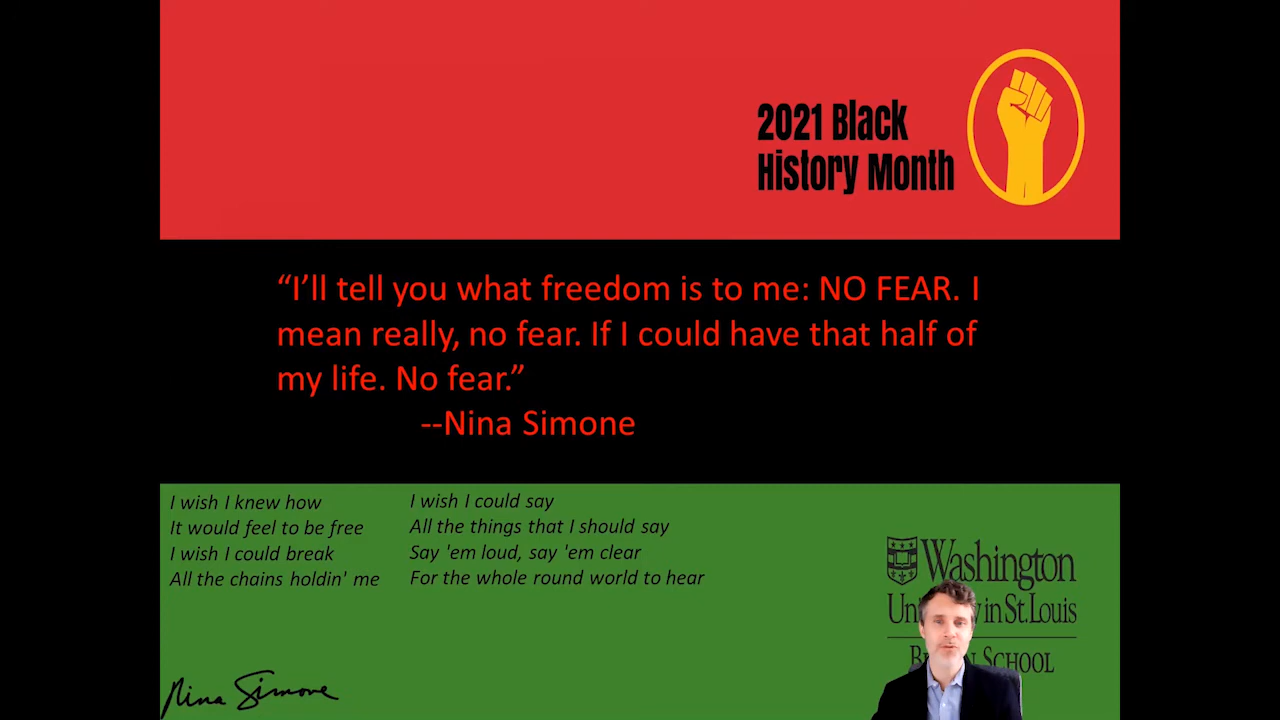 2021 Black
History Month
“I’ll tell you what freedom is to me: NO FEAR. I
mean really, no fear. If I could have that half of
my life. No fear.”
--Nina Simone
I wish I knew how
It would feel to be free
I wish I could break
All the chains holdin' me
I wish I could say
All the things that I should say
Say 'em loud, say 'em clear
For the whole round world to hear
Washington
in St. Louis
School
Nina Simone